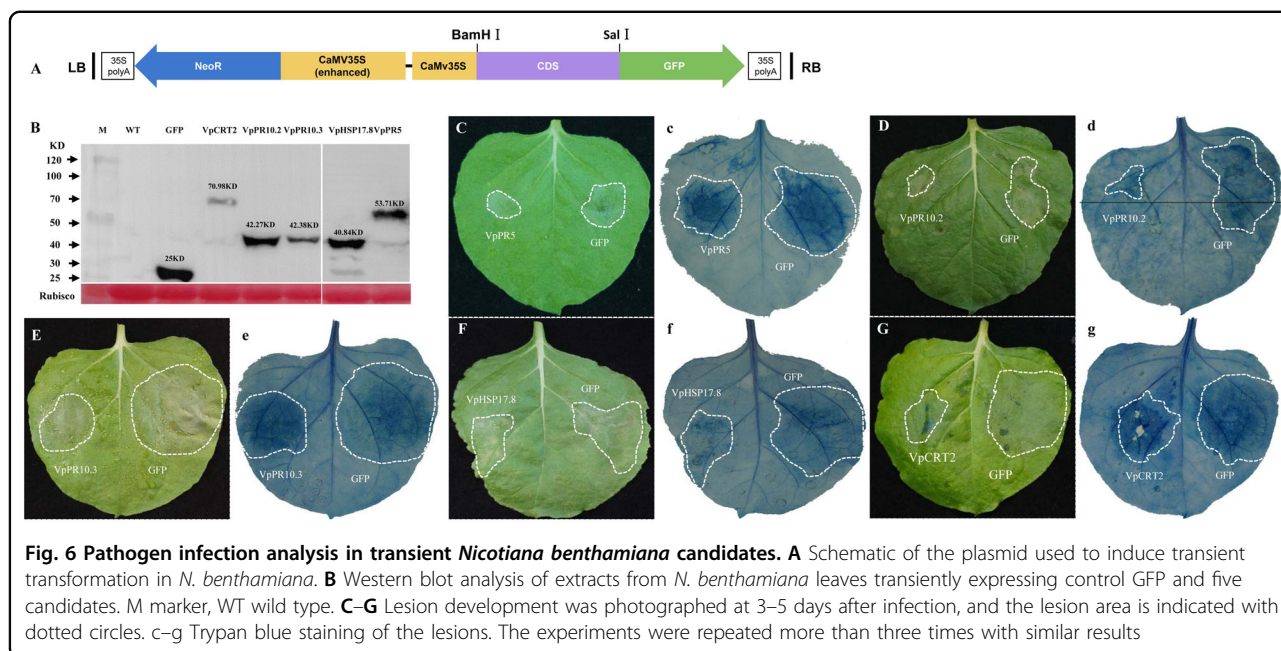 BamH I Sal I
A LB 35S polyA NeoR CaMV35S (enhanced) CaMv35S CDS GFP 35S polyA RB
B M WT GFP VpCRT2 VpPR10.2 VpPR10.3 VpHSP17.8 VpPR5
KD
120
100
70
50
40
30
25
70.98KD
53.71KD
42.27KD 42.38KD 40.84KD
25KD
Rubisco
C VpPR5 GFP
c VpPR5 GFP
D VpPR10.2 GFP
d VpPR10.2 GFP
E VpPR10.3 GFP
e VpPR10.3 GFP
F VpHSP17.8 GFP
f VpHSP17.8 GFP
G VpCRT2 GFP
g VpCRT2 GFP
Fig. 6 Pathogen infection analysis in transient Nicotiana benthamiana candidates. A Schematic of the plasmid used to induce transient
transformation in N. benthamiana. B Western blot analysis of extracts from N. benthamiana leaves transiently expressing control GFP and five
candidates. M marker, WT wild type. C–G Lesion development was photographed at 3–5 days after infection, and the lesion area is indicated with
dotted circles. c–g Trypan blue staining of the lesions. The experiments were repeated more than three times with similar results